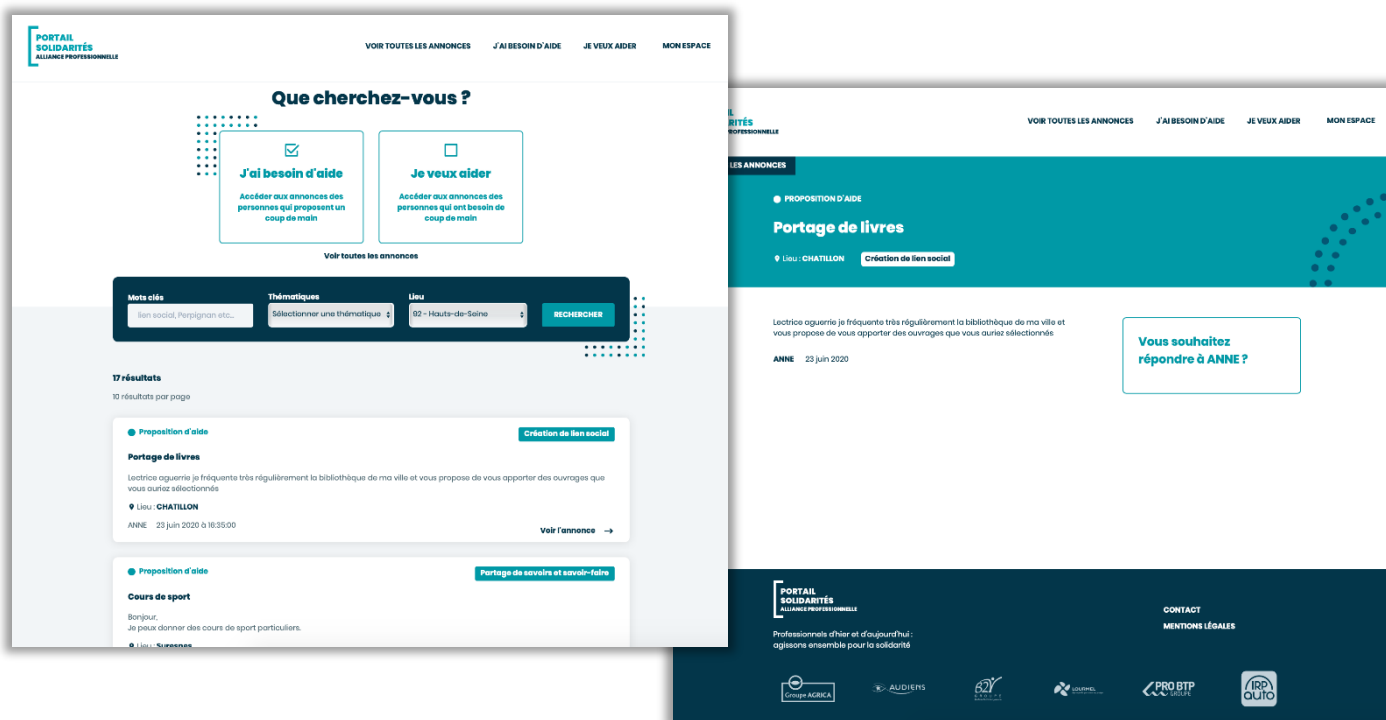 PORTAIL
SOLIDARITÉS
ALLIANCE PROFESSIONNELLE
VOIR TOUTES LES ANNONCES
J'AI BESOIN D'AIDE
JE VEUX AIDER
MON ESPACE
Que cherchez-vous ?
J'ai besoin d'aide
Accéder aux annonces des
personnes qui proposent un
coup de main
Je veux aider
Accéder aux annonces des
personnes qui ont besoin de
coup de main
Voir toutes les annonces
Mots clés
lien social, Perpignan etc...
Thématiques
Sélectionner une thématique
Lieu
92 - Hauts-de-Seine
RECHERCHER
17 résultats
10 résultats par page
Proposition d'aide
Création de lien social
Portage de livres
Lectrice aguerrie je fréquente très régulièrement la bibliothèque de ma ville et vous propose de vous apporter des ouvrages que
vous auriez sélectionnés
Lieu : CHATILLON
ANNE 23 juin 2020 à 16:35:00
Voir l'annonce →
Proposition d'aide
Partage de savoirs et savoir-faire
Cours de sport
Bonjour,
Je peux donner des cours de sport particuliers.
Lieu : Suresnes
IL
RITÉS
PROFESSIONNELLE
VOIR TOUTES LES ANNONCES
J'AI BESOIN D'AIDE
JE VEUX AIDER
MON ESPACE
LES ANNONCES
PROPOSITION D'AIDE
Portage de livres
Lieu : CHATILLON
Création de lien social
Lectrice aguerrie je fréquente très régulièrement la bibliothèque de ma ville et
vous propose de vous apporter des ouvrages que vous auriez sélectionnés
ANNE 23 juin 2020
Vous souhaitez
répondre à ANNE ?
PORTAIL
SOLIDARITÉS
ALLIANCE PROFESSIONNELLE
Professionnels d'hier et d'aujourd'hui :
agissons ensemble pour la solidarité
CONTACT
MENTIONS LÉGALES
Groupe AGRICA
AUDIENS
B2V
GROUPE
LOURMEL
PRO BTP
GROUPE
IRP
auto